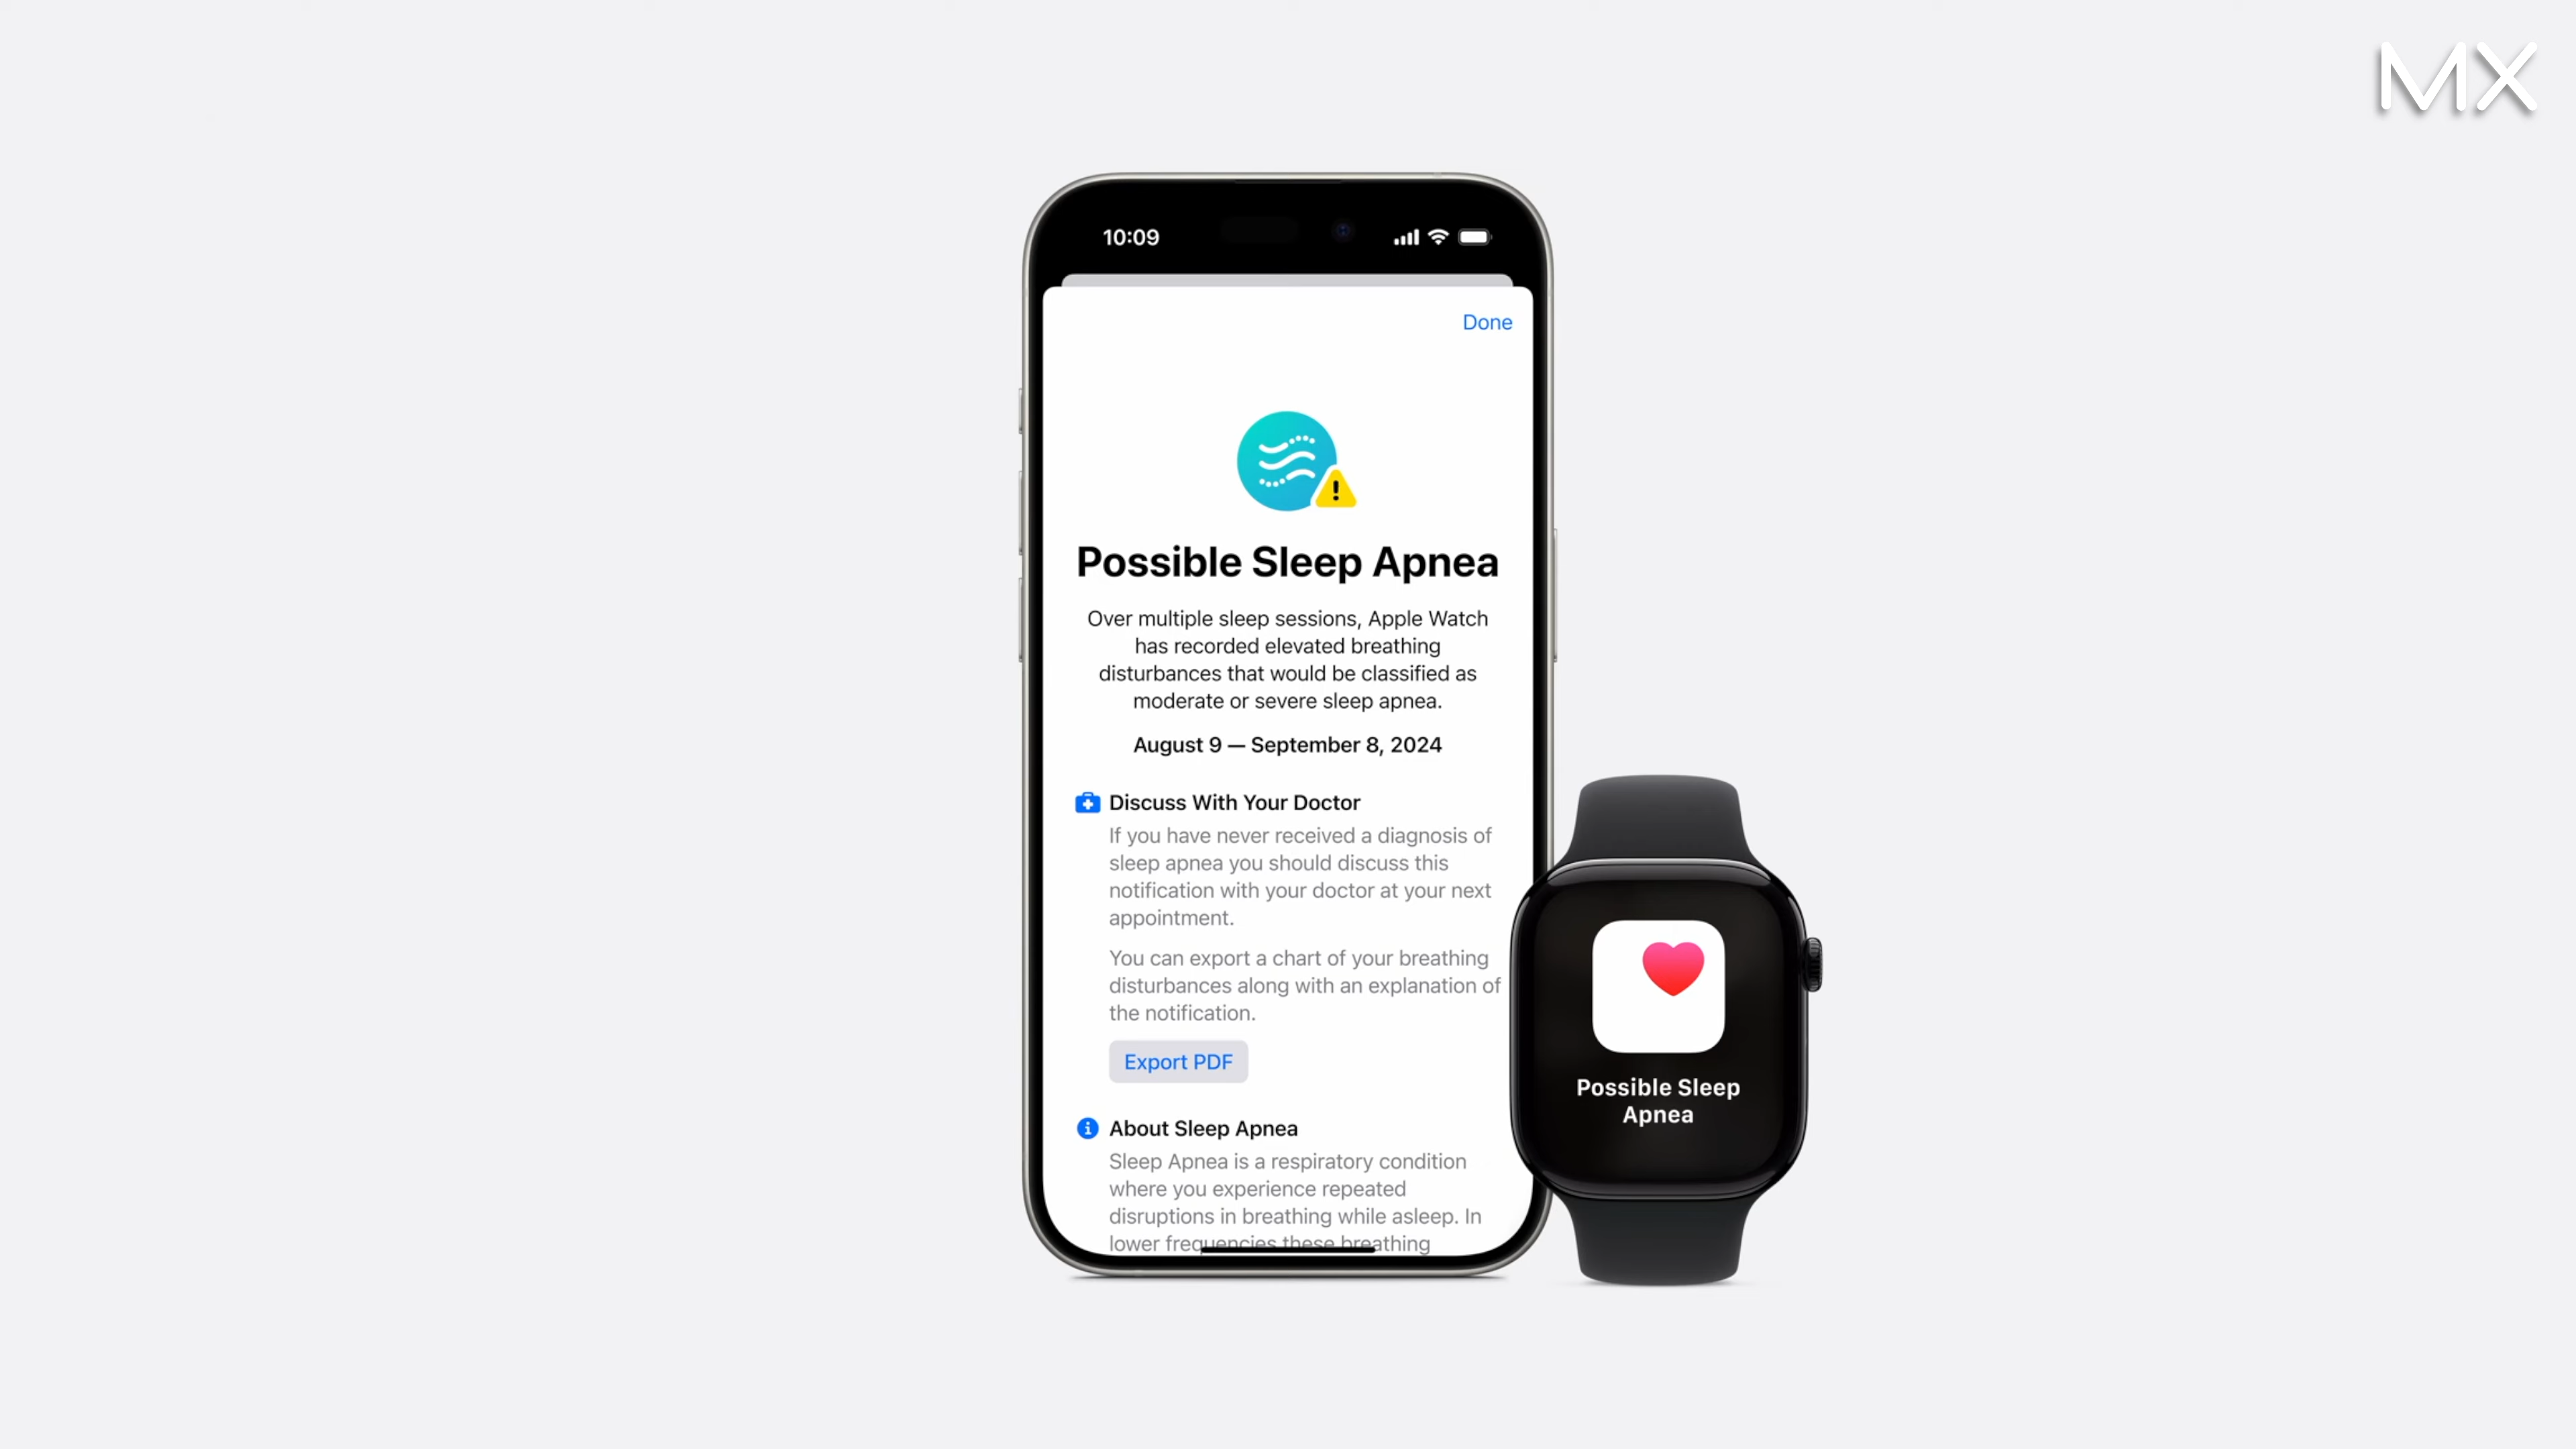 MX
10:09
Done
Possible Sleep Apnea
Over multiple sleep sessions, Apple Watch
has recorded elevated breathing
disturbances that would be classified as
moderate or severe sleep apnea.
August 9 — September 8, 2024
Discuss With Your Doctor
If you have never received a diagnosis of
sleep apnea you should discuss this
notification with your doctor at your next
appointment.
You can export a chart of your breathing
disturbances along with an explanation of
the notification.
Export PDF
About Sleep Apnea
Sleep Apnea is a respiratory condition
where you experience repeated
disruptions in breathing while asleep. In
lower frequencies these breathing
Possible Sleep
Apnea